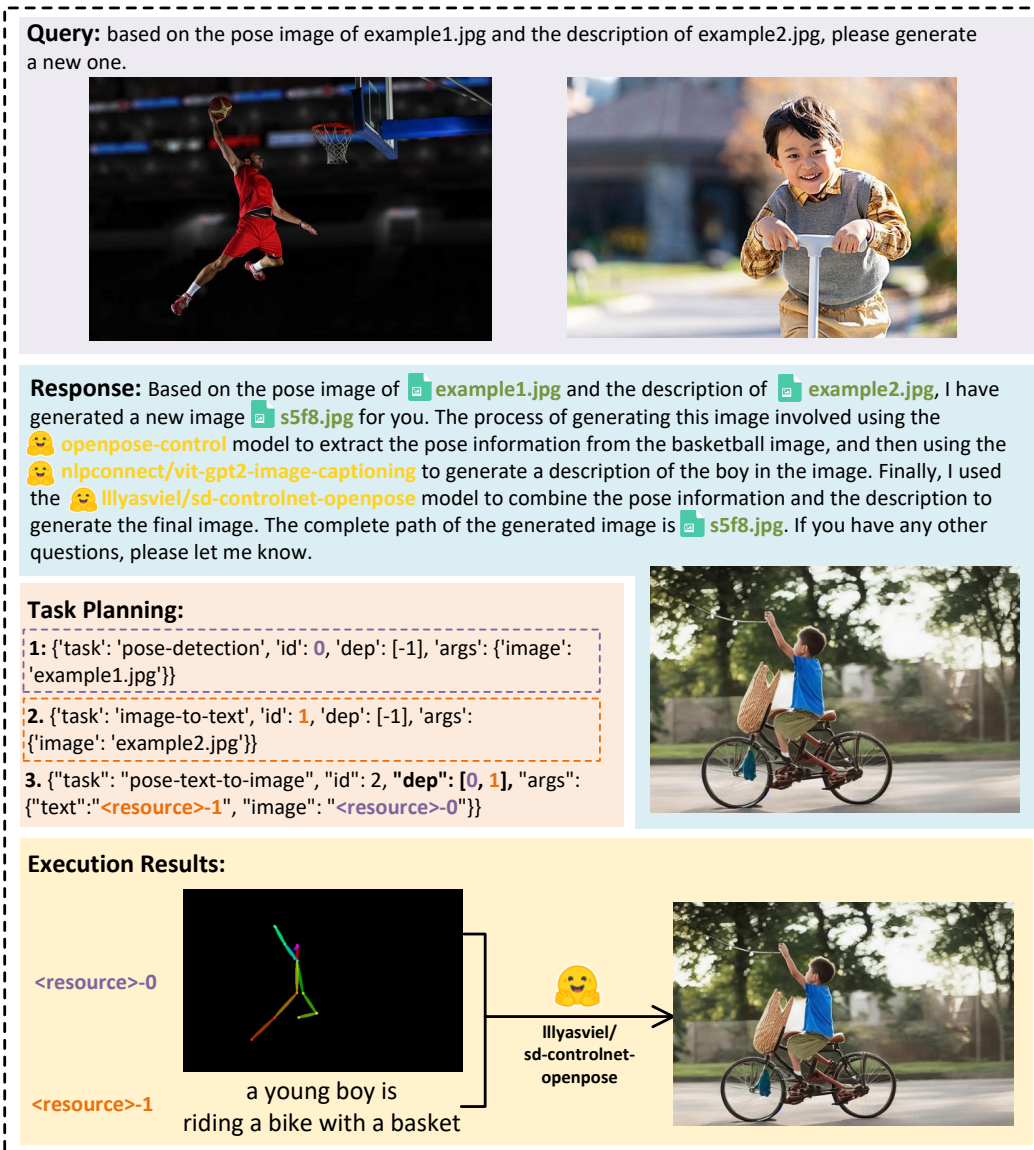 Query: based on the pose image of example1.jpg and the description of example2.jpg, please generate
a new one.
Response: Based on the pose image of example1.jpg and the description of example2.jpg, I have
generated a new image s5f8.jpg for you. The process of generating this image involved using the
openpose-control model to extract the pose information from the basketball image, and then using the
nlpconnect/vit-gpt2-image-captioning to generate a description of the boy in the image. Finally, I used
the lllyasviel/sd-controlnet-openpose model to combine the pose information and the description to
generate the final image. The complete path of the generated image is s5f8.jpg. If you have any other
questions, please let me know.
Task Planning:
1: {'task': 'pose-detection', 'id': 0, 'dep': [-1], 'args': {'image':
'example1.jpg'}}
2. {'task': 'image-to-text', 'id': 1, 'dep': [-1], 'args':
{'image': 'example2.jpg'}}
3. {"task": "pose-text-to-image", "id": 2, "dep": [0, 1], "args":
{"text":"<resource>-1", "image": "<resource>-0"}}
Execution Results:
<resource>-0
lllyasviel/
sd-controlnet-
openpose
<resource>-1
a young boy is
riding a bike with a basket